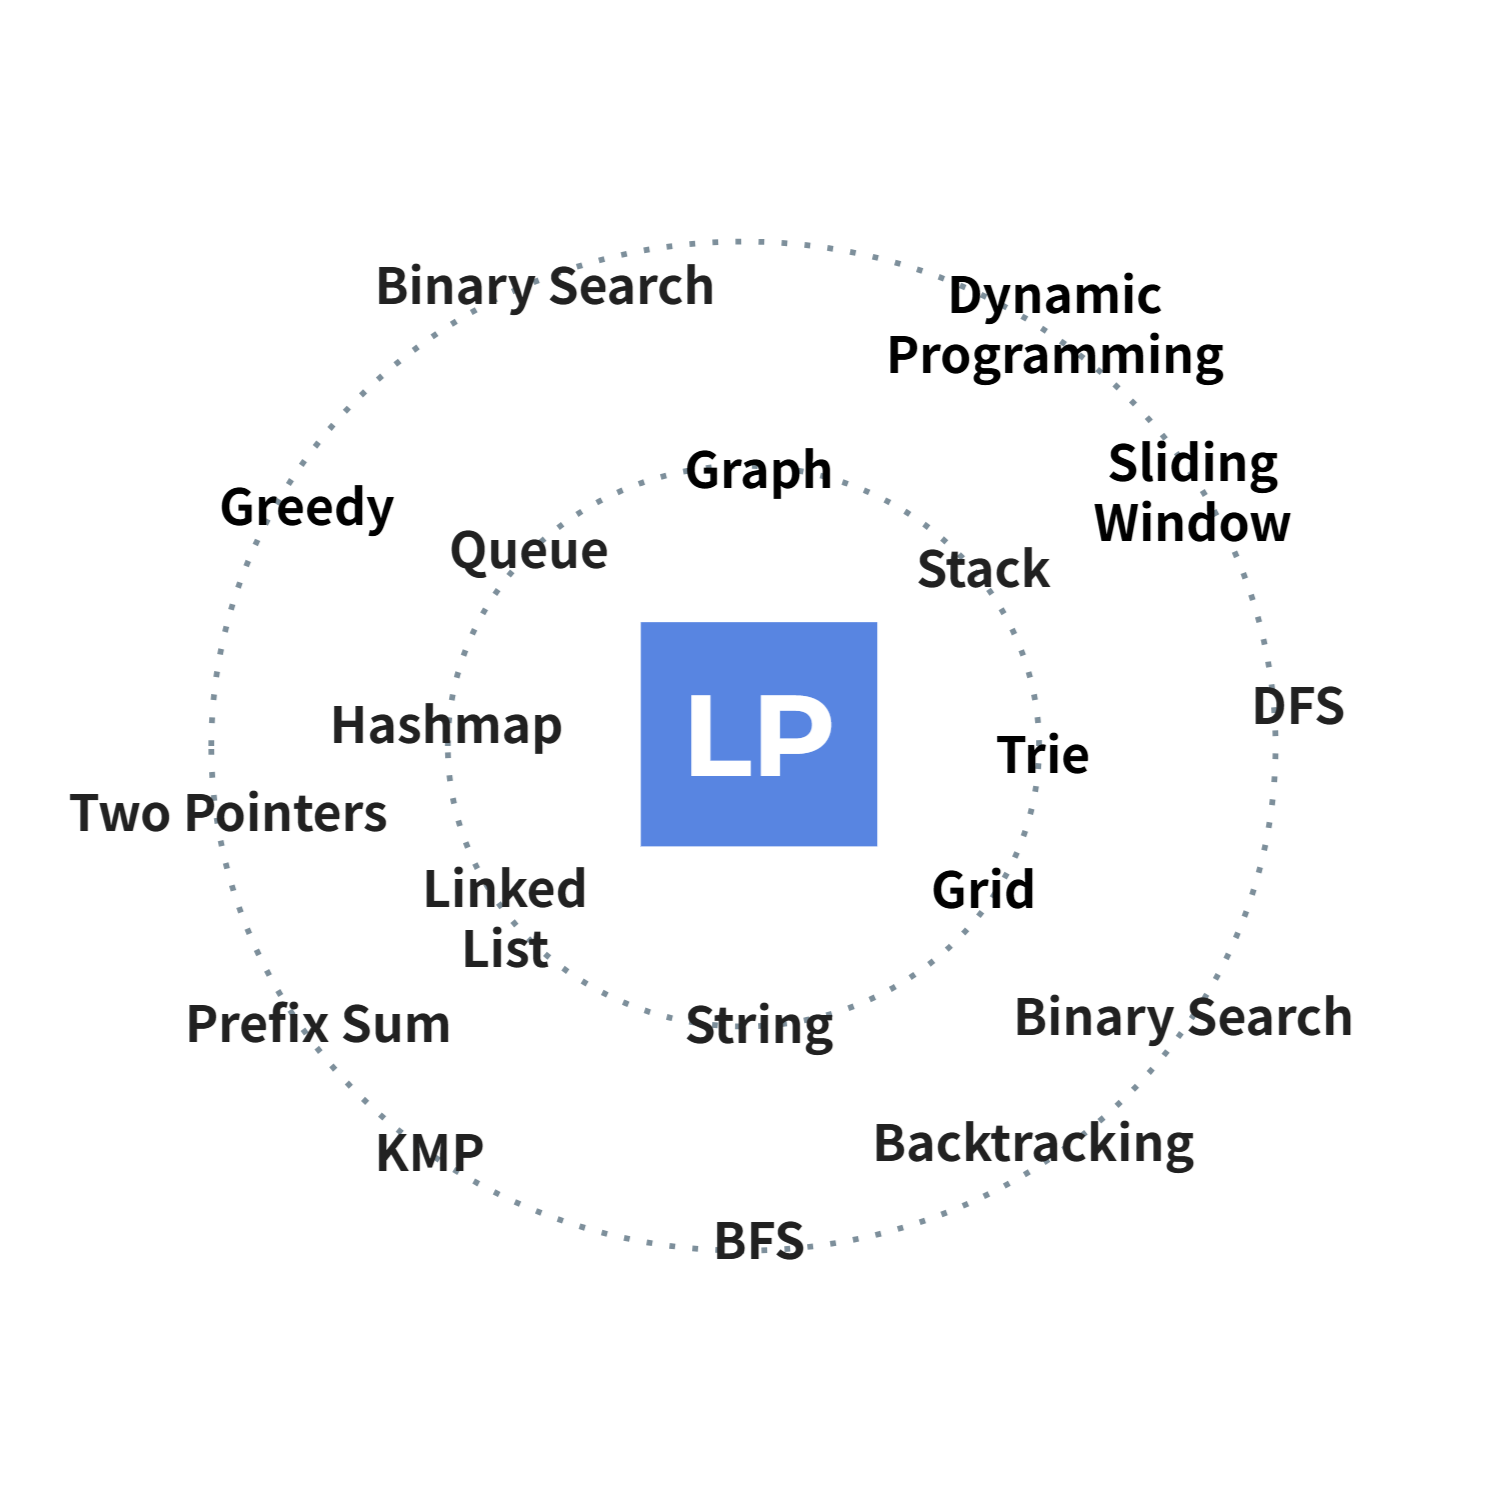 Binary Search
Dynamic
Programming
Graph
Sliding
Window
Greedy
Queue
Stack
LP
DFS
Hashmap
Trie
Two Pointers
Linked
List
Grid
Prefix Sum
String
Binary Search
KMP
Backtracking
BFS